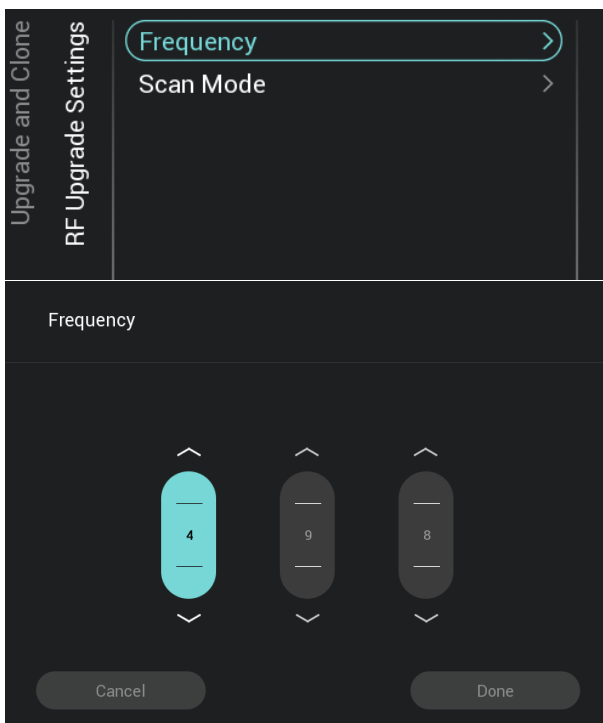 Upgrade and Clone
RF Upgrade Settings
Frequency
Scan Mode
Frequency
4 9 8
Cancel Done